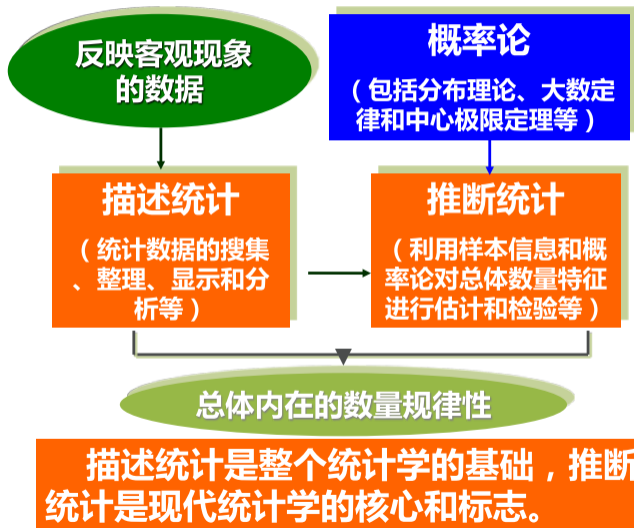 反映客观现象
的数据
概率论
（包括分布理论、大数定
律和中心极限定理等）
描述统计
（统计数据的搜集
、整理、显示和分
析等）
推断统计
（利用样本信息和概
率论对总体数量特征
进行估计和检验等）
总体内在的数量规律性
描述统计是整个统计学的基础，推断
统计是现代统计学的核心和标志。